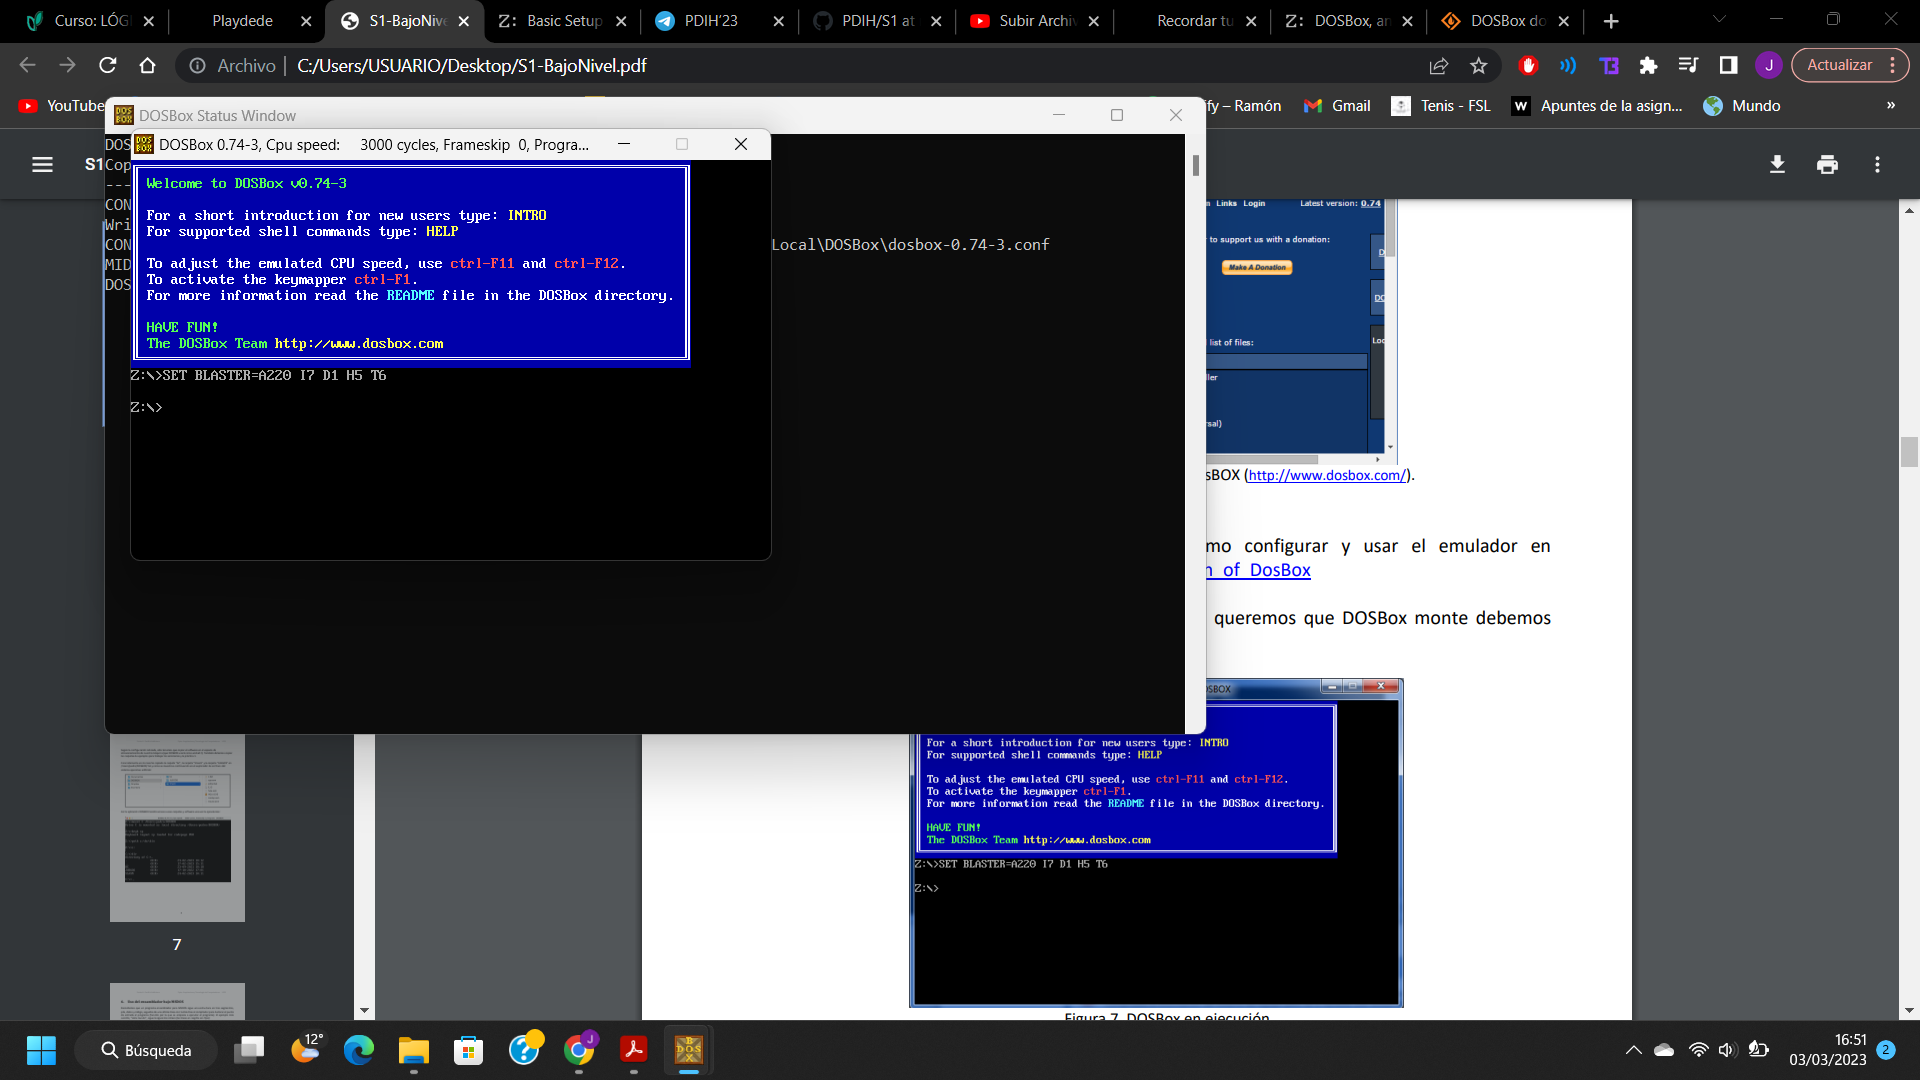 Curso: LÓGI
Playdede
S1-BajoNive
Z: Basic Setup
PDIH'23
PDIH/S1 at
Subir Archiv
Recordar tu
Z: DOSBox, an
DOSBox do
Archivo
C:/Users/USUARIO/Desktop/S1-BajoNivel.pdf
J
Actualizar
YouTube
ify – Ramón
Gmail
Tenis - FSL
W Apuntes de la asign...
Mundo
»
DOSBox Status Window
S1
DOS
Cop
---
CON
Wri
CON
Local\DOSBox\dosbox-0.74-3.conf
MID
DOS
DOSBox 0.74-3, Cpu speed: 3000 cycles, Frameskip 0, Progra...
Welcome to DOSBox v0.74-3
For a short introduction for new users type: INTRO
For supported shell commands type: HELP
To adjust the emulated CPU speed, use ctrl-F11 and ctrl-F12.
To activate the keymapper ctrl-F1.
For more information read the README file in the DOSBox directory.
HAVE FUN!
The DOSBox Team http://www.dosbox.com
Z:\>SET BLASTER=A220 I7 D1 H5 T6
Z:\>
n Links Login Latest version: 0.74
to support us with a donation:
Make A Donation
list of files:
ller
sal)
sBOX (http://www.dosbox.com/).
mo configurar y usar el emulador en
n of DosBox
queremos que DOSBox monte debemos
OSBOX
For a short introduction for new users type: INTRO
For supported shell commands type: HELP
To adjust the emulated CPU speed, use ctrl-F11 and ctrl-F12.
To activate the keymapper ctrl-F1.
For more information read the README file in the DOSBox directory.
HAVE FUN!
The DOSBox Team http://www.dosbox.com
Z:\>SET BLASTER=A220 I7 D1 H5 T6
Z:\>
Figura 7. DOSBox en ejecución
7
Búsqueda
12°
16:51
03/03/2023
2